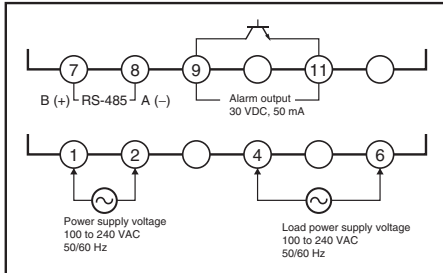 7 8 9 11
B (+) RS-485 A (−)
Alarm output
30 VDC, 50 mA
1 2 4 6
Power supply voltage
100 to 240 VAC
50/60 Hz
Load power supply voltage
100 to 240 VAC
50/60 Hz